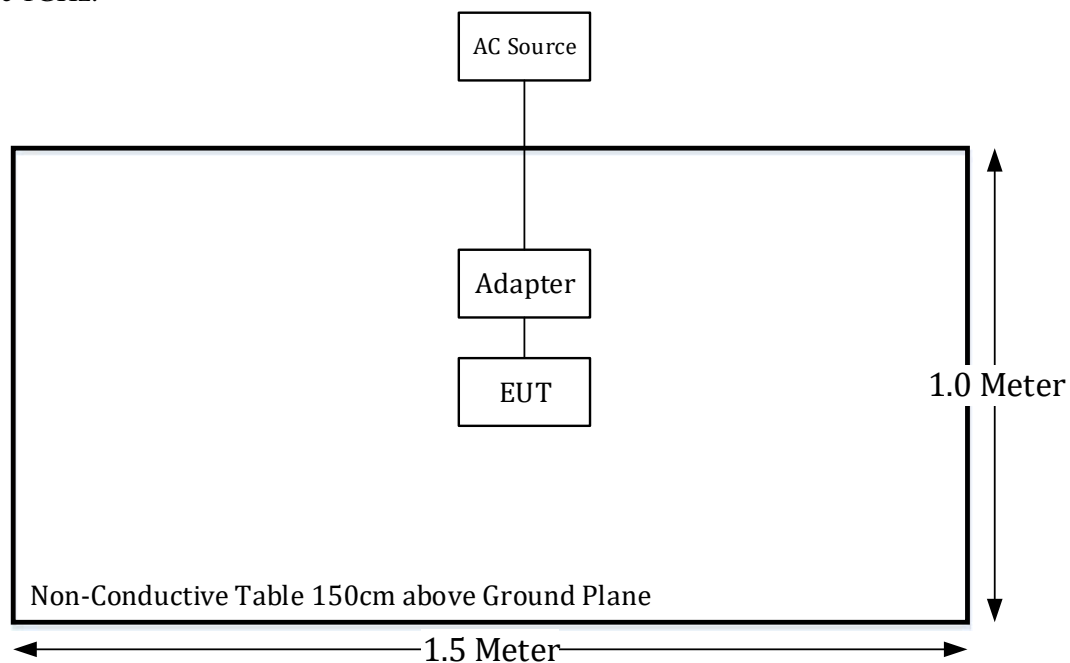 AC Source
Adapter
EUT
1.0 Meter
Non-Conductive Table 150cm above Ground Plane
1.5 Meter